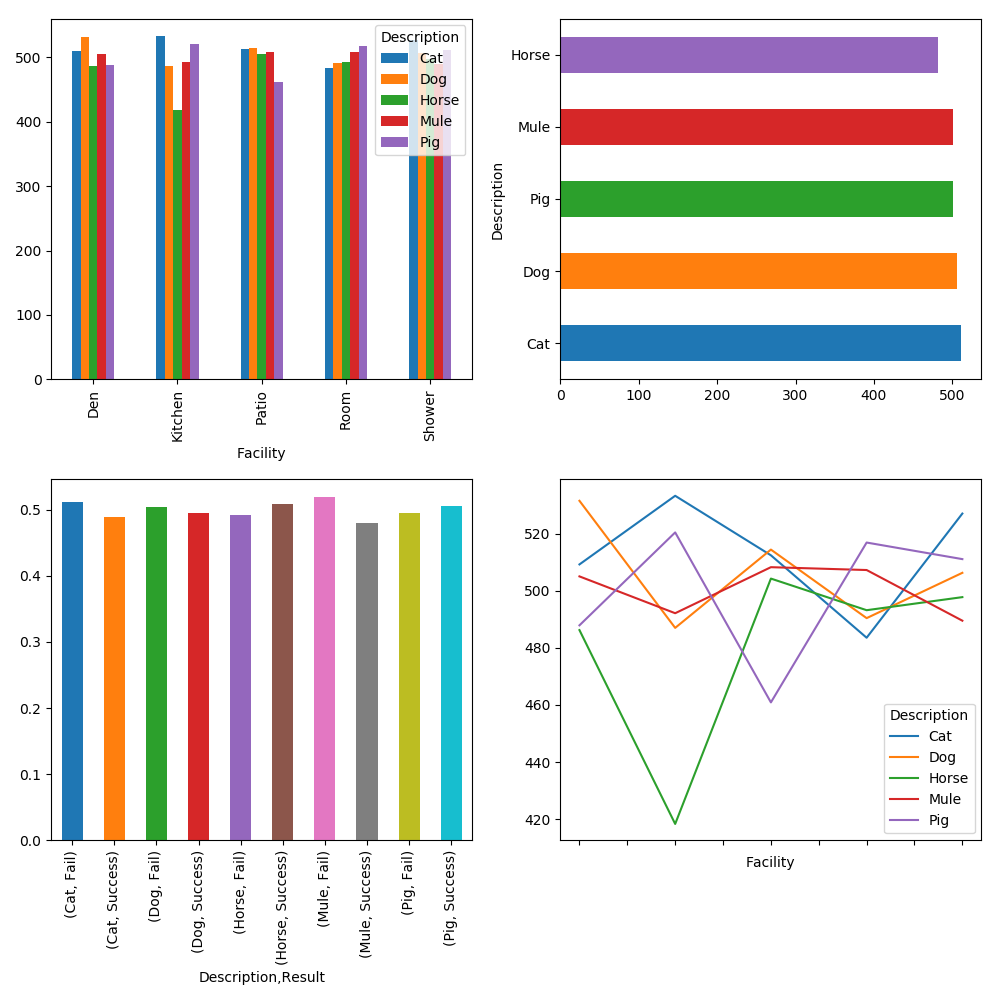 500
400
300
200
100
0
Description
Cat
Dog
Horse
Mule
Pig
Den
Kitchen
Patio
Room
Shower
Facility
Description
Horse
Mule
Pig
Dog
Cat
0 100 200 300 400 500
0.5
0.4
0.3
0.2
0.1
0.0
(Cat, Fail)
(Cat, Success)
(Dog, Fail)
(Dog, Success)
(Horse, Fail)
(Horse, Success)
(Mule, Fail)
(Mule, Success)
(Pig, Fail)
(Pig, Success)
Description,Result
520
500
480
460
440
420
Description
Cat
Dog
Horse
Mule
Pig
Facility